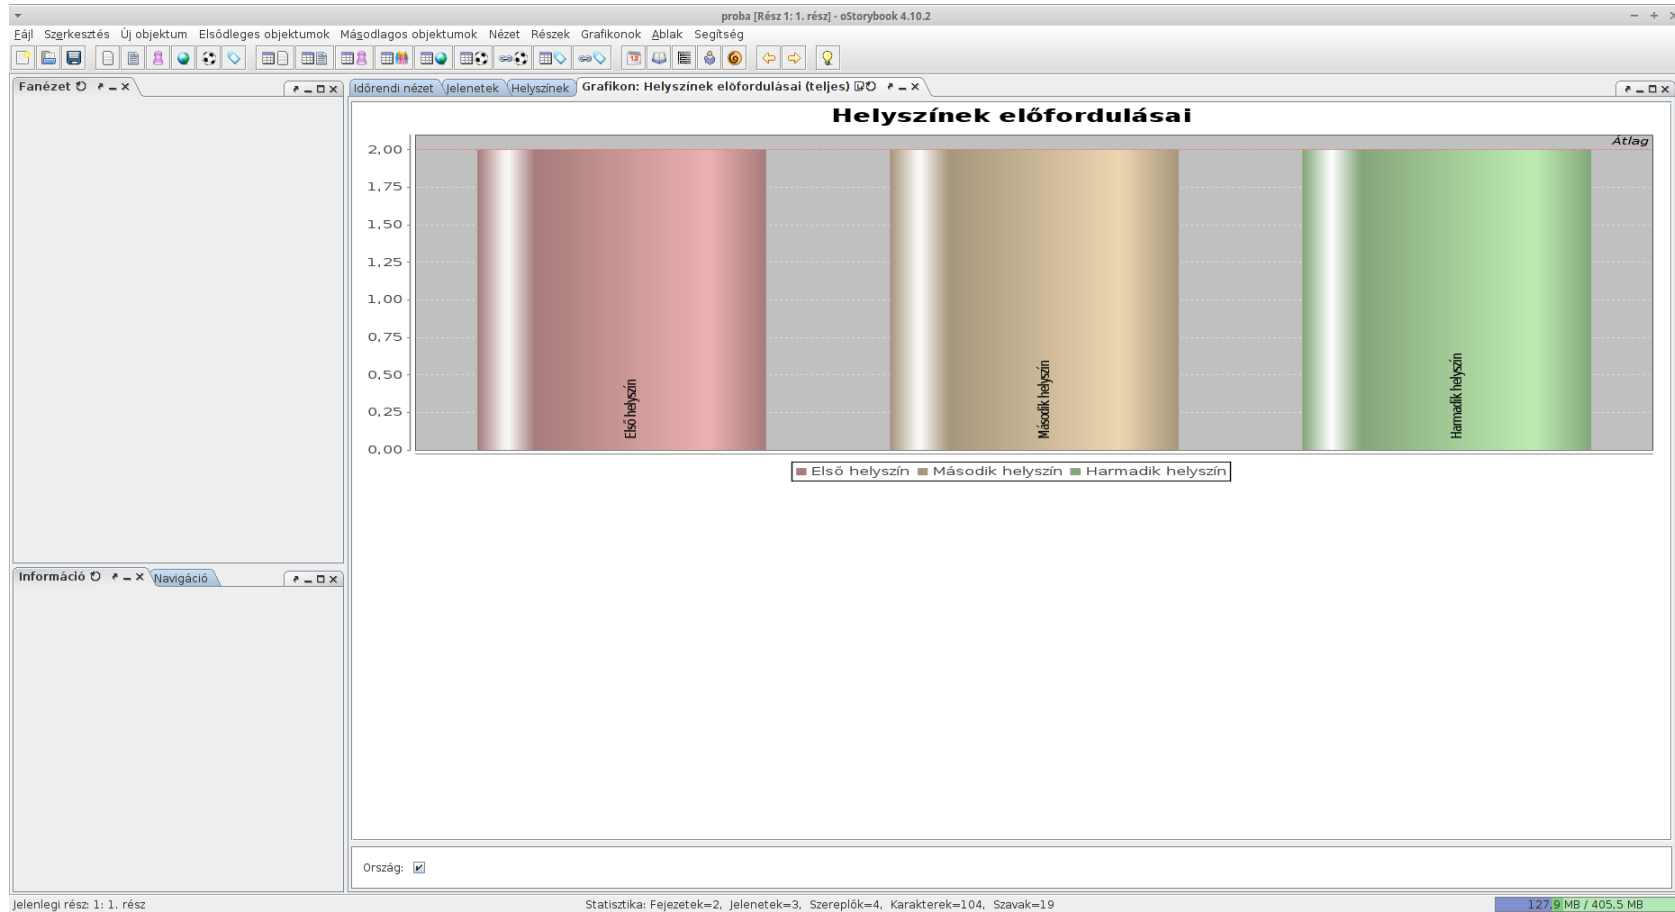 proba [Rész 1: 1. rész] - oStorybook 4.10.2
Fájl Szerkesztés Új objektum Elsődleges objektumok Másodlagos objektumok Nézet Részek Grafikonok Ablak Segítség
Fanézet
Időrendi nézet Jelenetek Helyszínek Grafikon: Helyszínek előfordulásai (teljes)
Helyszínek előfordulásai
Átlag
2,00
1,75
1,50
1,25
1,00
0,75
0,50
0,25
0,00
Első helyszín
Második helyszín
Harmadik helyszín
Első helyszín Második helyszín Harmadik helyszín
Információ Navigáció
Ország:
Jelenlegi rész: 1: 1. rész
Statisztika: Fejezetek=2, Jelenetek=3, Szereplők=4, Karakterek=104, Szavak=19
127,9 MB / 405,5 MB